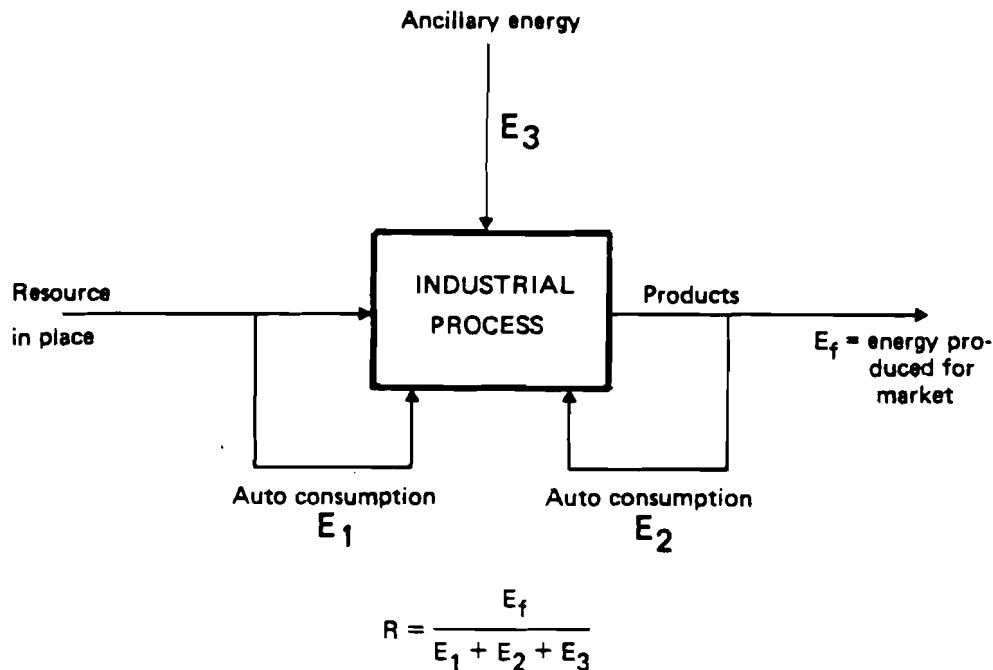 Ancillary energy
E3
Resource
in place
INDUSTRIAL
PROCESS
Products
Ef = energy pro-
duced for
market
Auto consumption
E1
Auto consumption
E2
R = Ef / (E1 + E2 + E3)